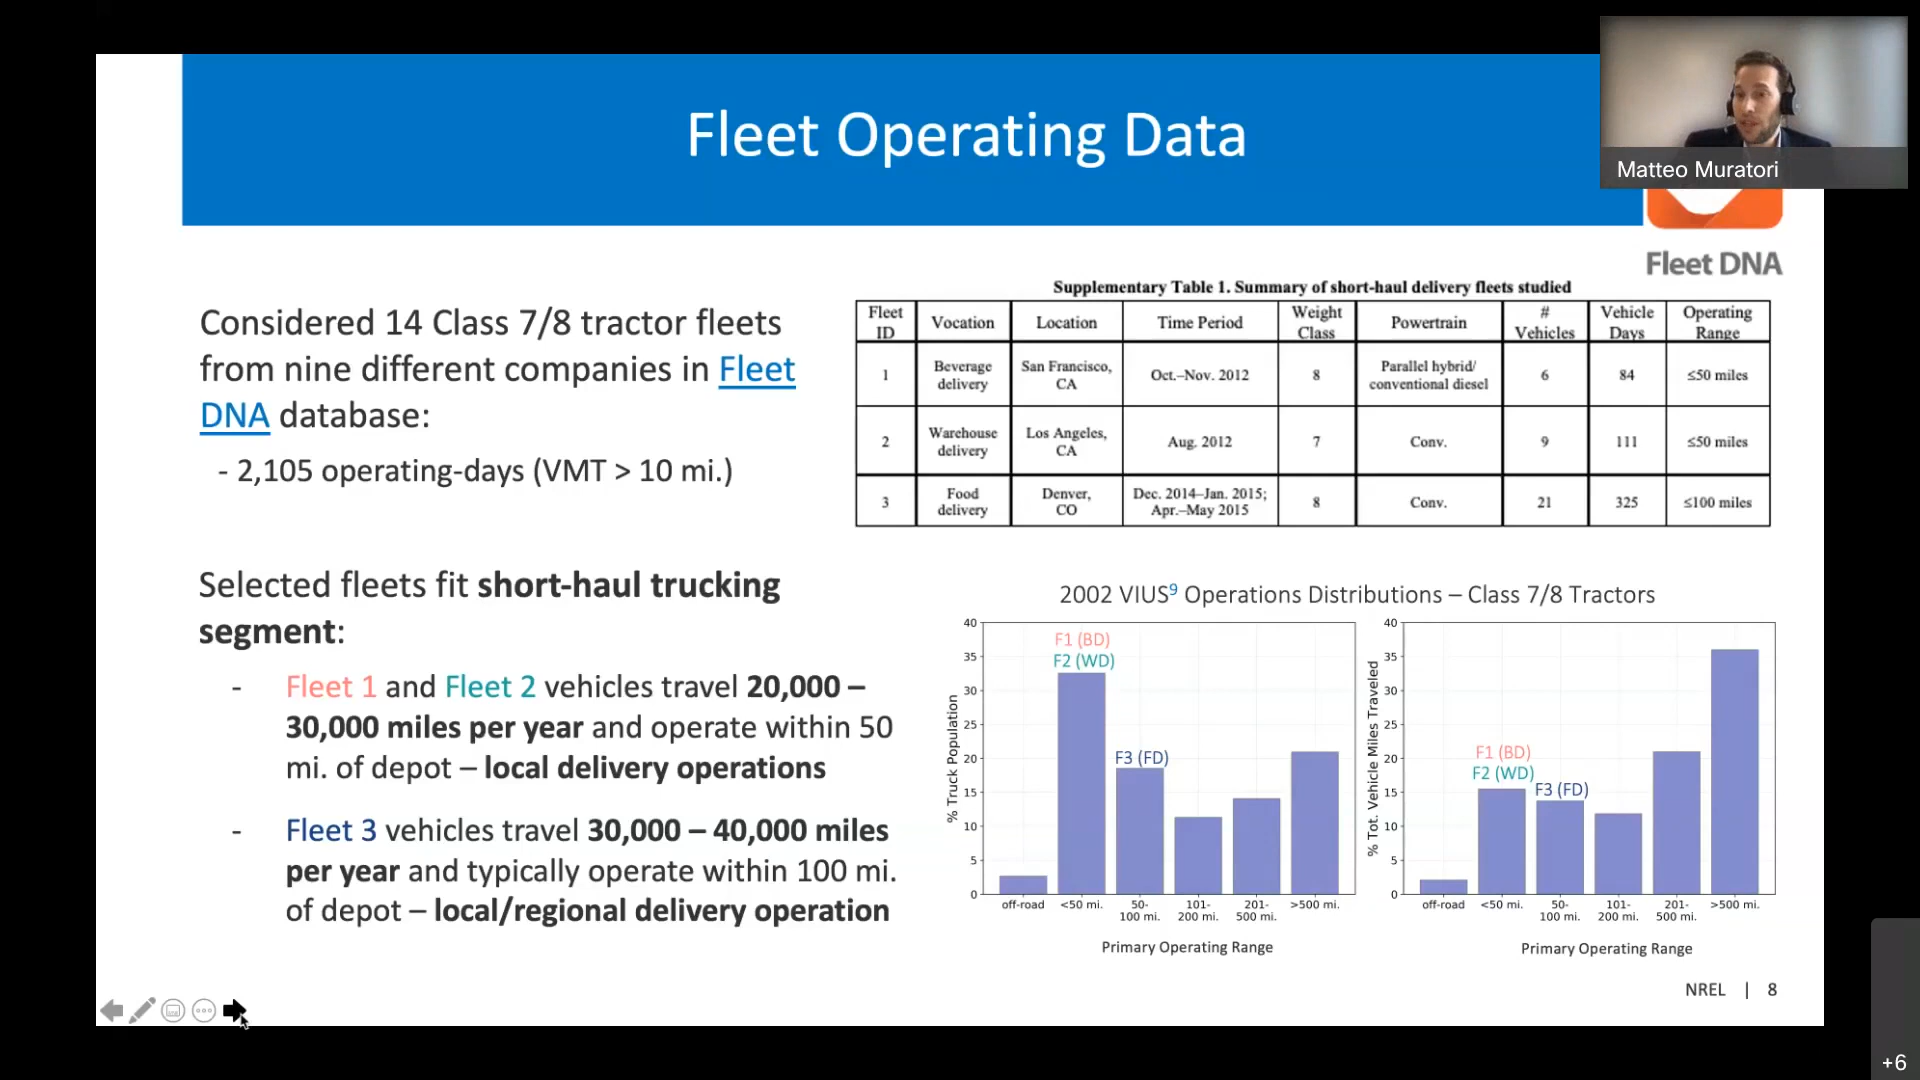 Fleet Operating Data
Matteo Muratori
Fleet DNA
Considered 14 Class 7/8 tractor fleets
from nine different companies in Fleet
DNA database:
- 2,105 operating-days (VMT > 10 mi.)
Selected fleets fit short-haul trucking
segment:
- Fleet 1 and Fleet 2 vehicles travel 20,000 –
30,000 miles per year and operate within 50
mi. of depot – local delivery operations
- Fleet 3 vehicles travel 30,000 – 40,000 miles
per year and typically operate within 100 mi.
of depot – local/regional delivery operation
Supplementary Table 1. Summary of short-haul delivery fleets studied
Fleet ID Vocation Location Time Period Weight Class Powertrain # Vehicles Vehicle Days Operating Range
1 Beverage delivery San Francisco, CA Oct.–Nov. 2012 8 Parallel hybrid/ conventional diesel 6 84 ≤50 miles
2 Warehouse delivery Los Angeles, CA Aug. 2012 7 Conv. 9 111 ≤50 miles
3 Food delivery Denver, CO Dec. 2014–Jan. 2015; Apr.–May 2015 8 Conv. 21 325 ≤100 miles
2002 VIUS9 Operations Distributions – Class 7/8 Tractors
% Truck Population
40
35
30
25
20
15
10
5
0
F1 (BD)
F2 (WD)
F3 (FD)
off-road <50 mi. 50- 100 mi. 101- 200 mi. 201- 500 mi. >500 mi.
Primary Operating Range
% Tot. Vehicle Miles Traveled
40
35
30
25
20
15
10
5
0
F1 (BD)
F2 (WD)
F3 (FD)
off-road <50 mi. 50- 100 mi. 101- 200 mi. 201- 500 mi. >500 mi.
Primary Operating Range
NREL | 8
+6